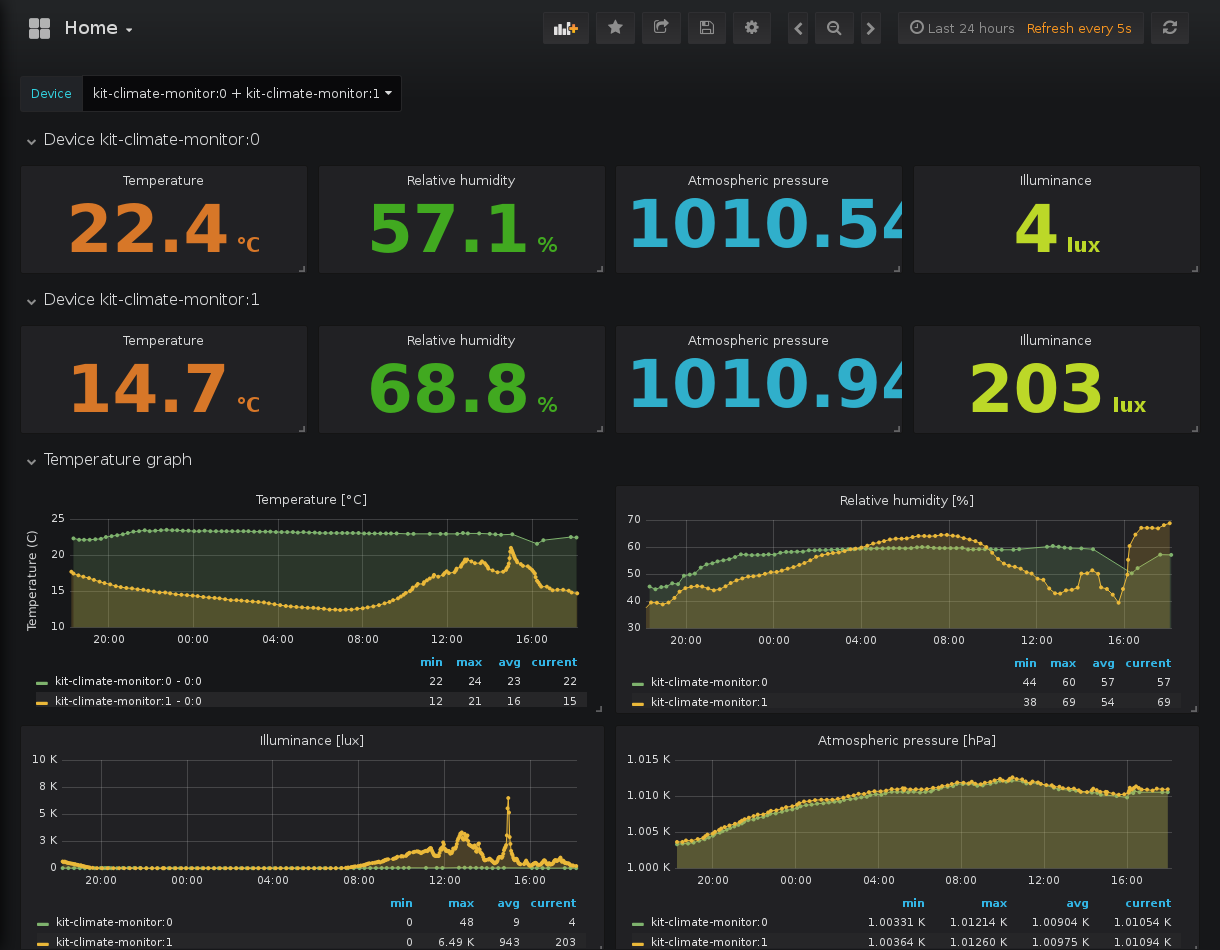 Home
Last 24 hours Refresh every 5s
Device kit-climate-monitor:0 + kit-climate-monitor:1
Device kit-climate-monitor:0
Temperature Relative humidity Atmospheric pressure Illuminance
22.4 °C 57.1 % 1010.54 4 lux
Device kit-climate-monitor:1
Temperature Relative humidity Atmospheric pressure Illuminance
14.7 °C 68.8 % 1010.94 203 lux
Temperature graph
Temperature [°C]
Temperature (C)
25
20
15
10
20:00 00:00 04:00 08:00 12:00 16:00
min max avg current
kit-climate-monitor:0 - 0:0 22 24 23 22
kit-climate-monitor:1 - 0:0 12 21 16 15
Relative humidity [%]
70
60
50
40
30
20:00 00:00 04:00 08:00 12:00 16:00
min max avg current
kit-climate-monitor:0 44 60 57 57
kit-climate-monitor:1 38 69 54 69
Illuminance [lux]
10 K
8 K
5 K
3 K
0
20:00 00:00 04:00 08:00 12:00 16:00
min max avg current
kit-climate-monitor:0 0 48 9 4
kit-climate-monitor:1 0 6.49 K 943 203
Atmospheric pressure [hPa]
1.015 K
1.010 K
1.005 K
1.000 K
20:00 00:00 04:00 08:00 12:00 16:00
min max avg current
kit-climate-monitor:0 1.00331 K 1.01214 K 1.00904 K 1.01054 K
kit-climate-monitor:1 1.00364 K 1.01260 K 1.00975 K 1.01094 K